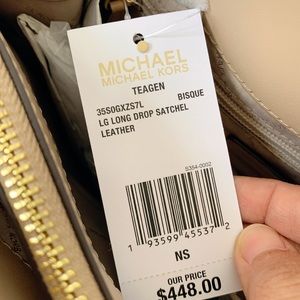 MICHAEL
MICHAEL KORS
TEAGEN
35S0GXZS7L BISQUE
LG LONG DROP SATCHEL
LEATHER
S354-0002
1 93599 45537 2
NS
OUR PRICE
$448.00